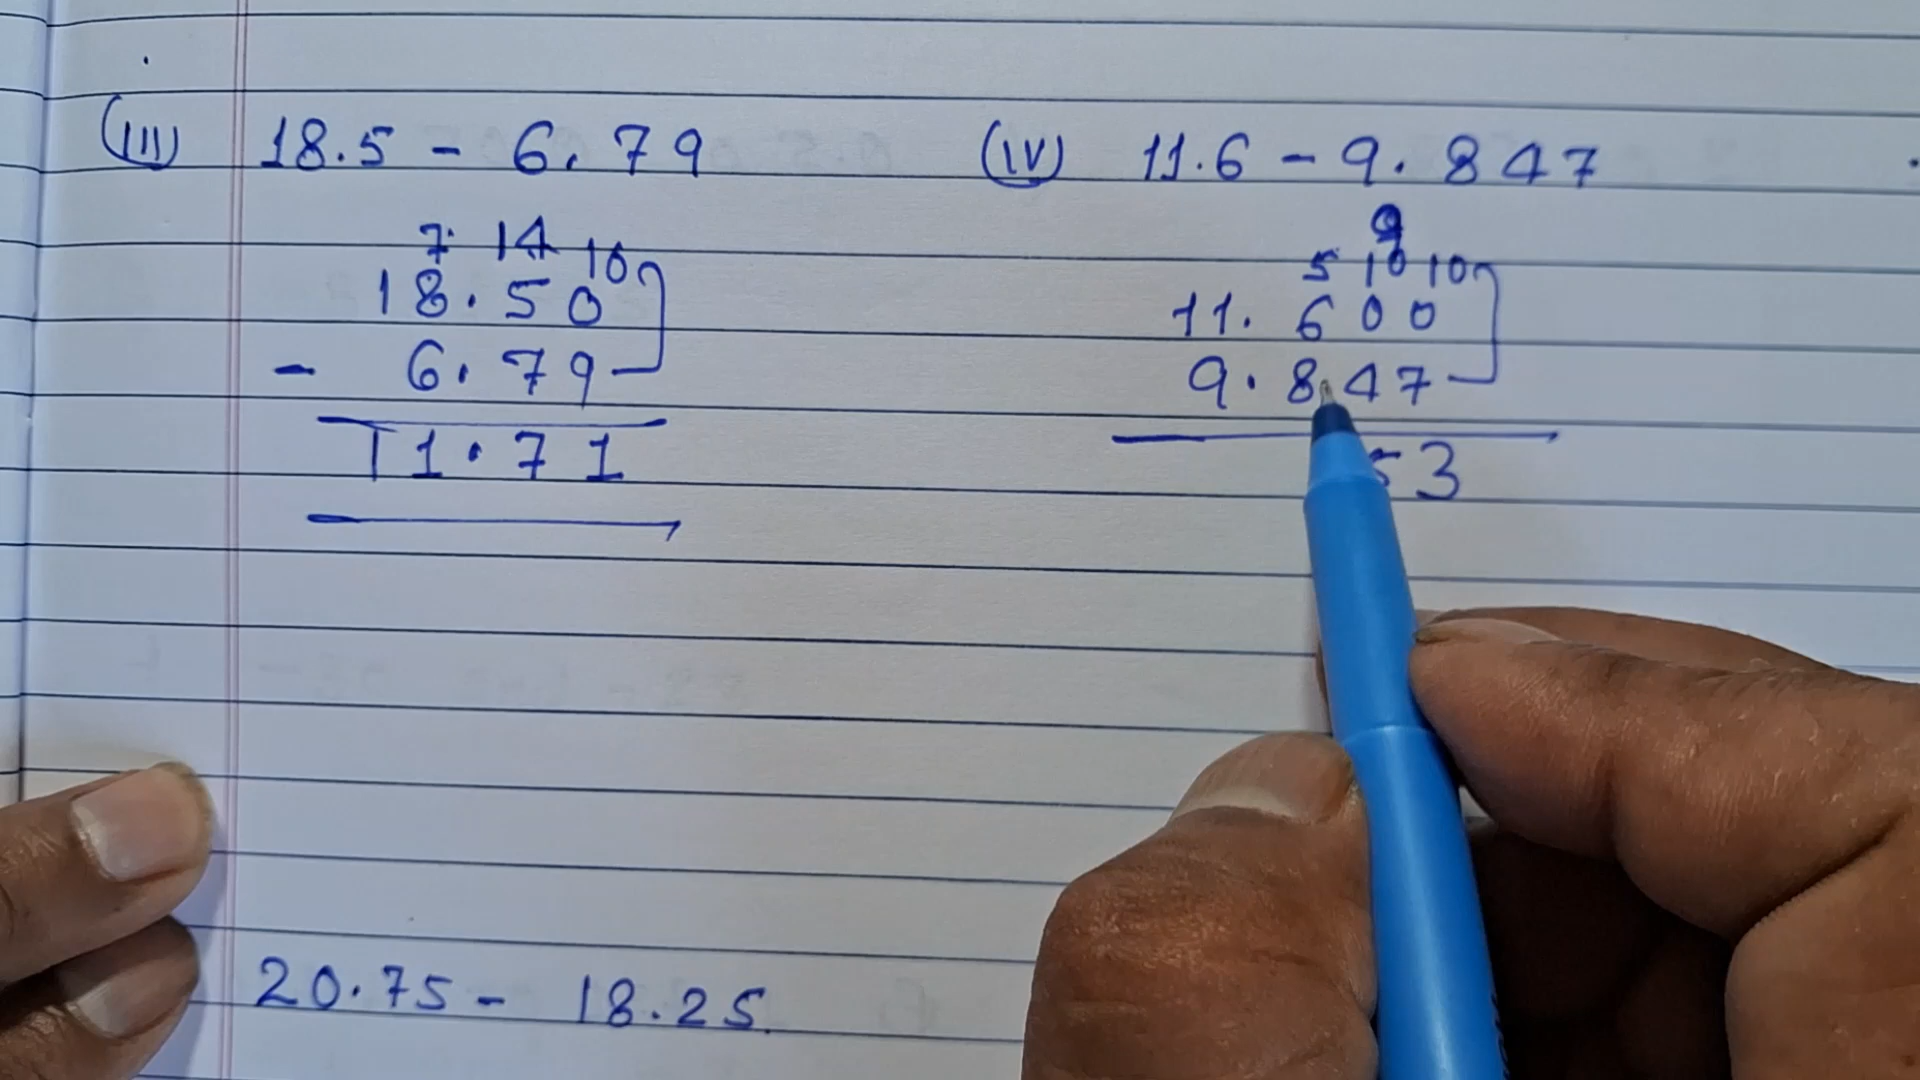 (III) 18.5 - 6.79
7 14 10
18.50
- 6.79
11.71
(IV) 11.6 - 9.847
9
5 10 10
11.600
9.847
53
20.75 - 18.25